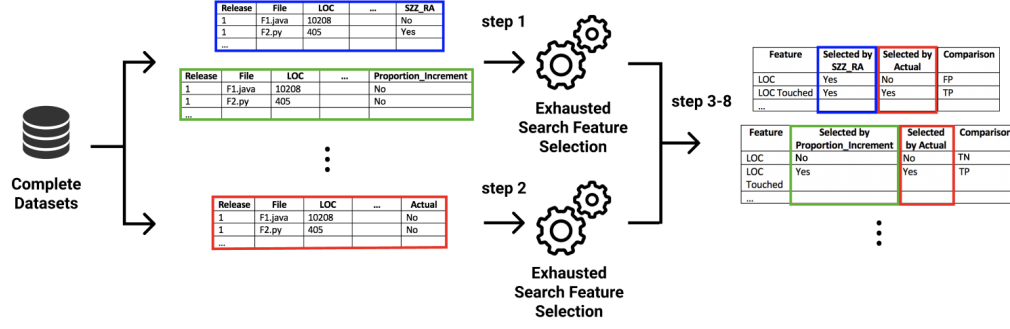 Complete
Datasets
Release File LOC ... SZZ_RA
1 F1.java 10208 No
1 F2.py 405 Yes
...
Release File LOC ... Proportion_Increment
1 F1.java 10208 No
1 F2.py 405 No
...
Release File LOC ... Actual
1 F1.java 10208 No
1 F2.py 405 No
...
step 1
Exhausted
Search Feature
Selection
step 2
Exhausted
Search Feature
Selection
step 3-8
Feature Selected by Selected by Comparison
SZZ_RA Actual
LOC Yes No FP
LOC Touched Yes Yes TP
...
Feature Selected by Selected Comparison
Proportion_Increment by Actual
LOC No No TN
LOC Yes Yes TP
Touched
...